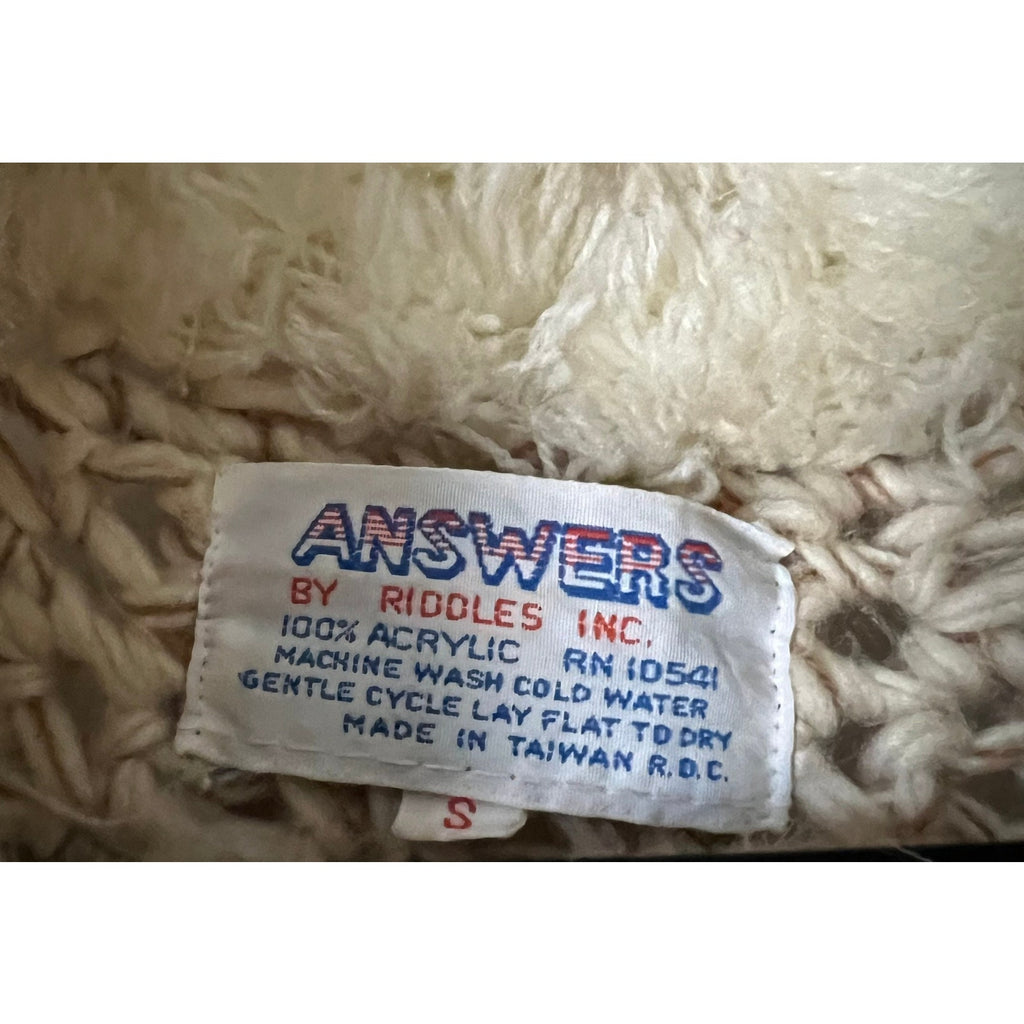 ANSWERS
BY RIDDLES INC.
100% ACRYLIC RN 10541
MACHINE WASH COLD WATER
GENTLE CYCLE LAY FLAT TO DRY
MADE IN TAIWAN R.O.C.
S